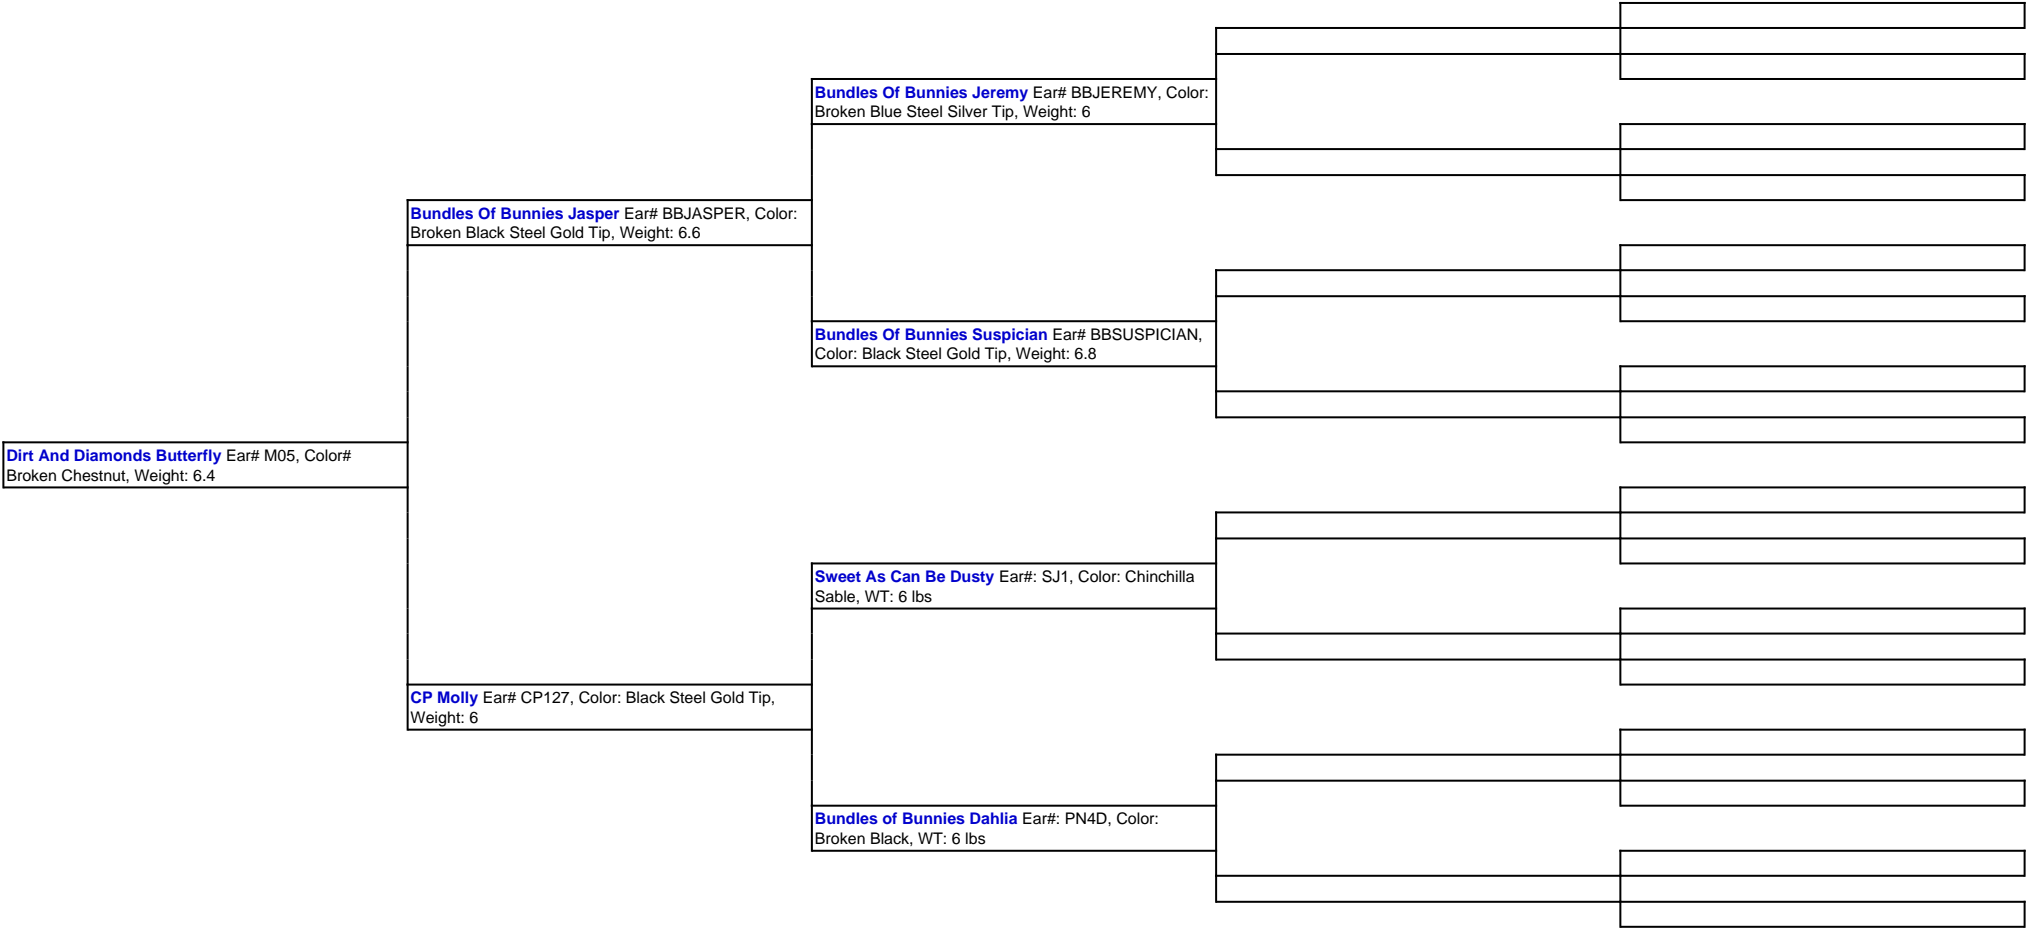 Bundles Of Bunnies Jeremy Ear# BBJEREMY, Color:
Broken Blue Steel Silver Tip, Weight: 6
Bundles Of Bunnies Jasper Ear# BBJASPER, Color:
Broken Black Steel Gold Tip, Weight: 6.6
Bundles Of Bunnies Suspician Ear# BBSUSPICIAN,
Color: Black Steel Gold Tip, Weight: 6.8
Dirt And Diamonds Butterfly Ear# M05, Color#
Broken Chestnut, Weight: 6.4
Sweet As Can Be Dusty Ear#: SJ1, Color: Chinchilla
Sable, WT: 6 lbs
CP Molly Ear# CP127, Color: Black Steel Gold Tip,
Weight: 6
Bundles of Bunnies Dahlia Ear#: PN4D, Color:
Broken Black, WT: 6 lbs